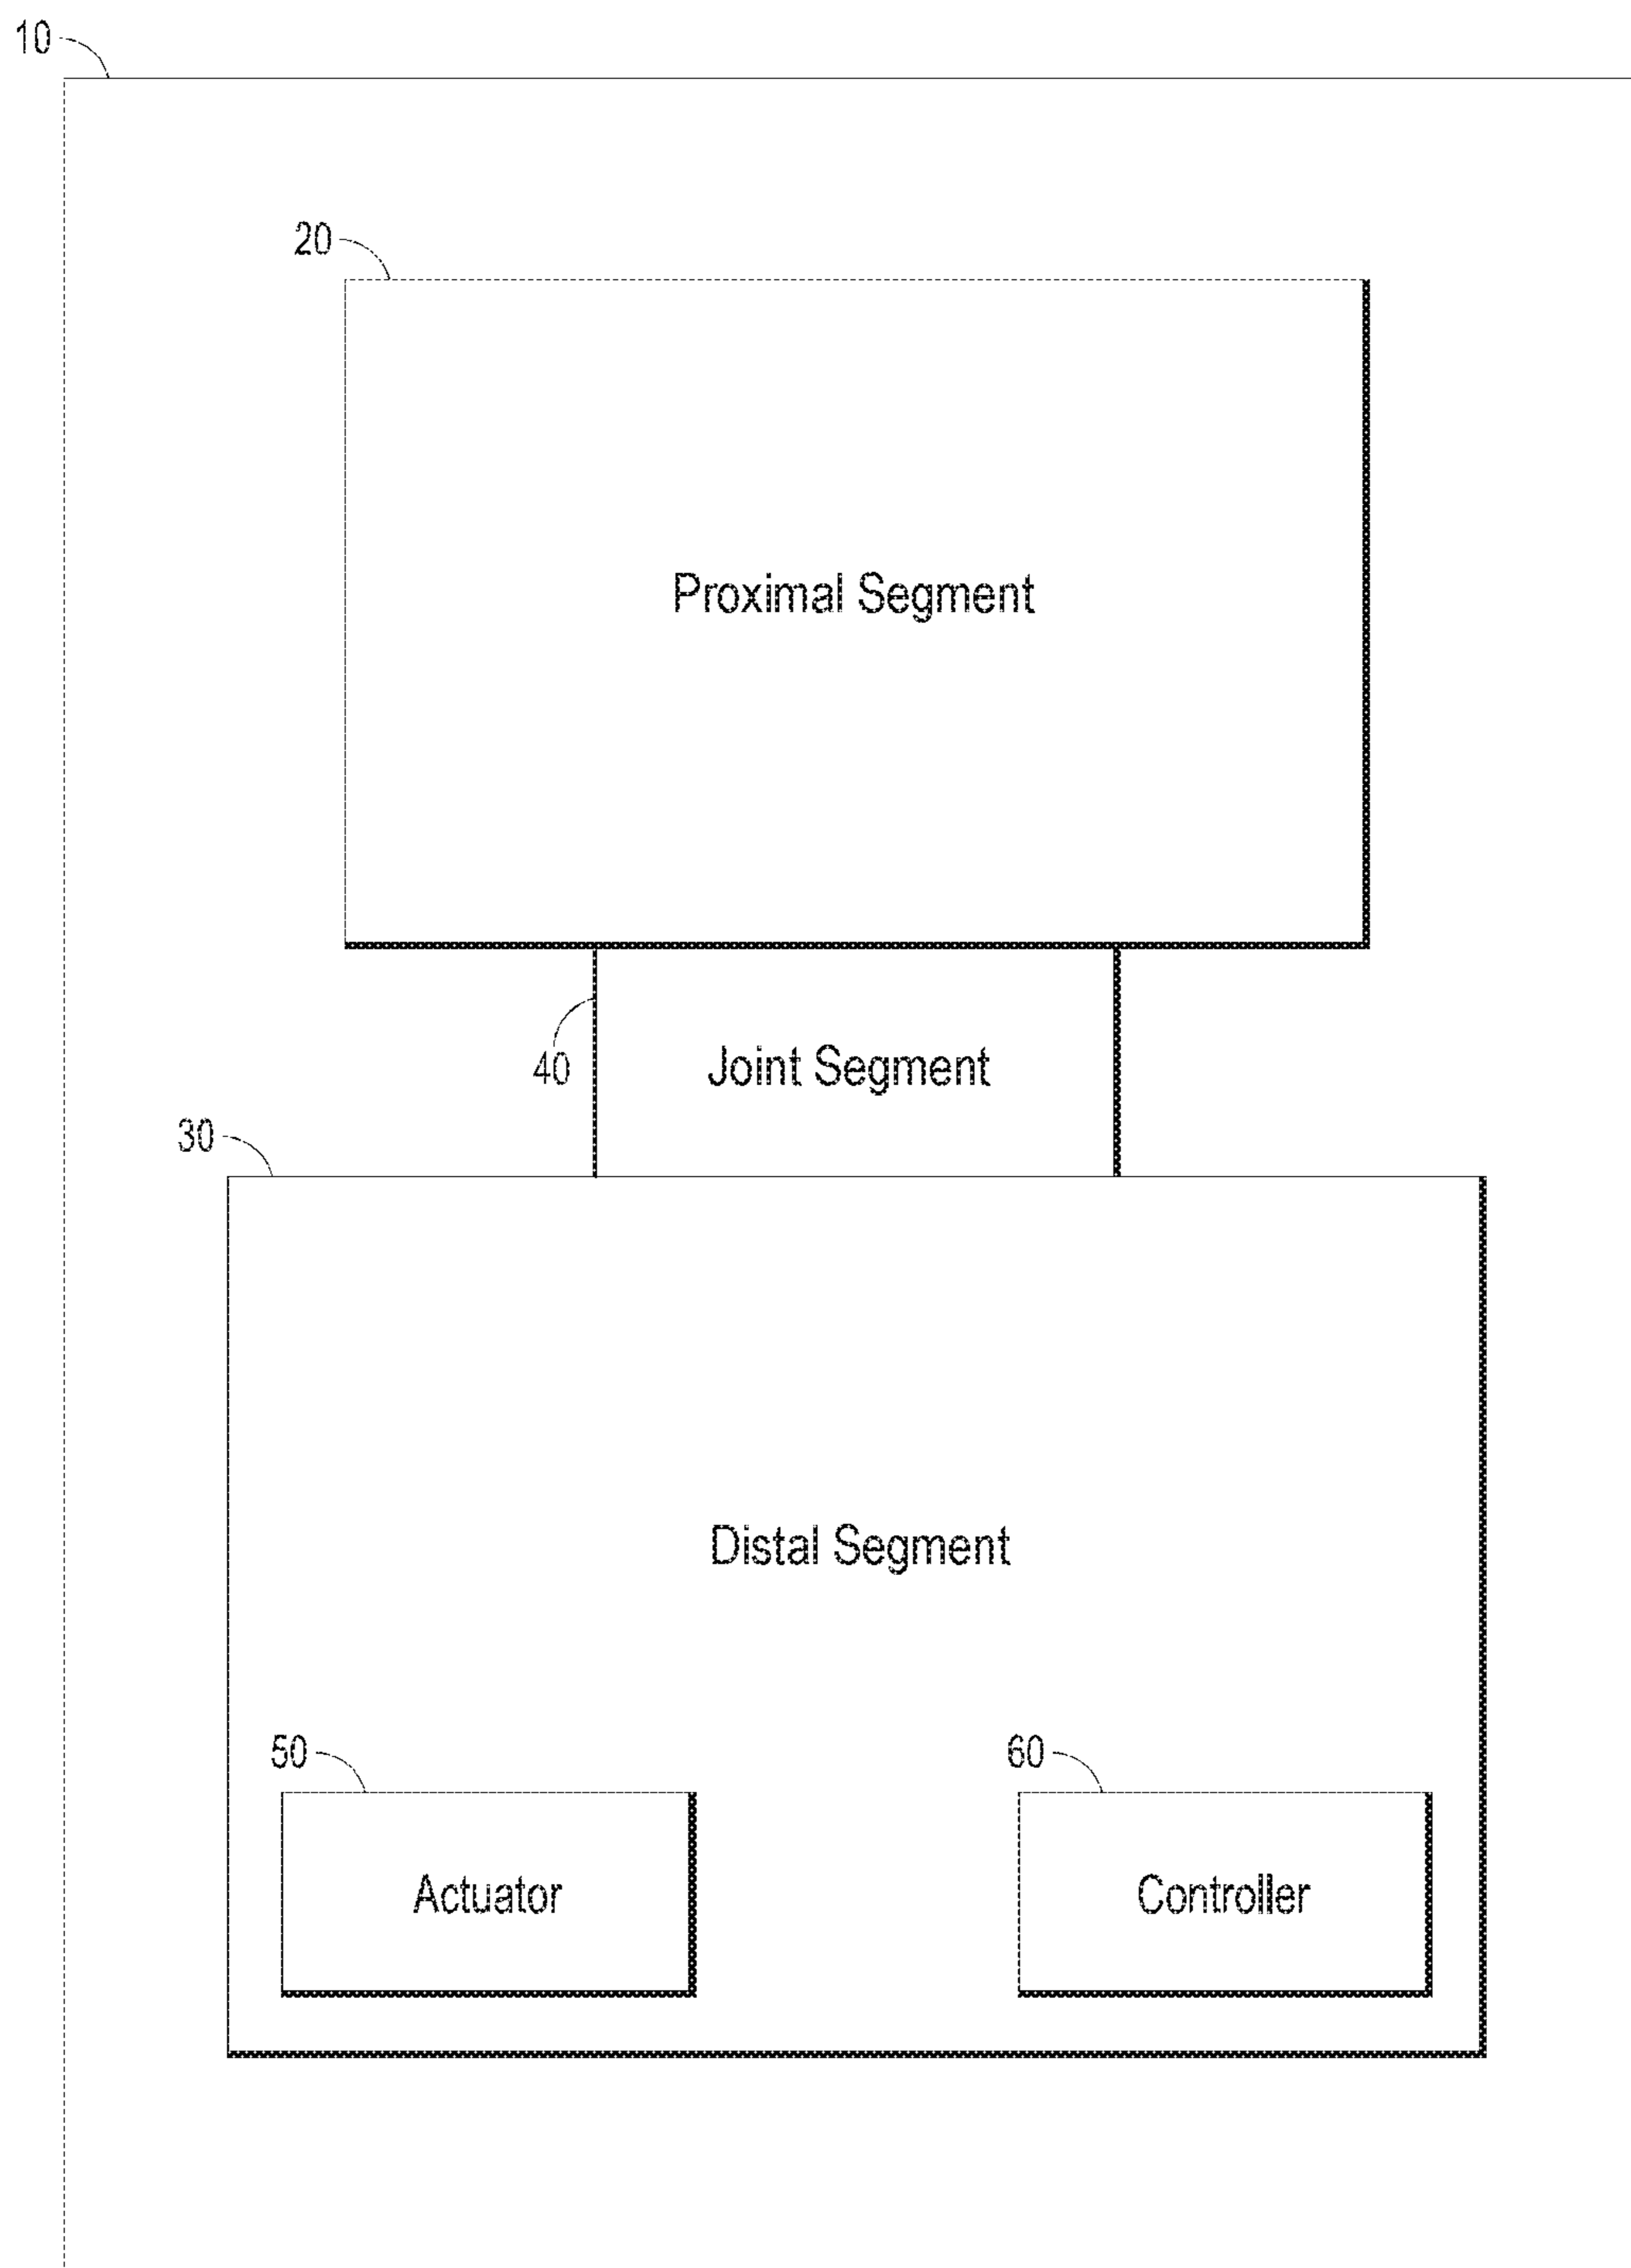 10
20
Proximal Segment
40
Joint Segment
30
Distal Segment
50
60
Actuator
Controller